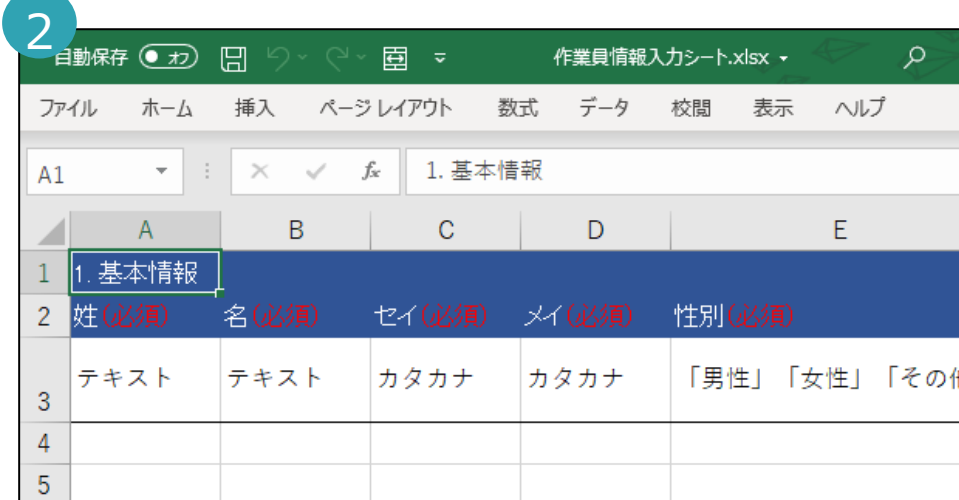 2
自動保存 オフ 作業員情報入力シート.xlsx
ファイル ホーム 挿入 ページ レイアウト 数式 データ 校閲 表示 ヘルプ
A1 fx 1. 基本情報
A B C D E
1 1. 基本情報
2 姓(必須) 名(必須) セイ(必須) メイ(必須) 性別(必須)
3 テキスト テキスト カタカナ カタカナ 「男性」「女性」「その他
4
5